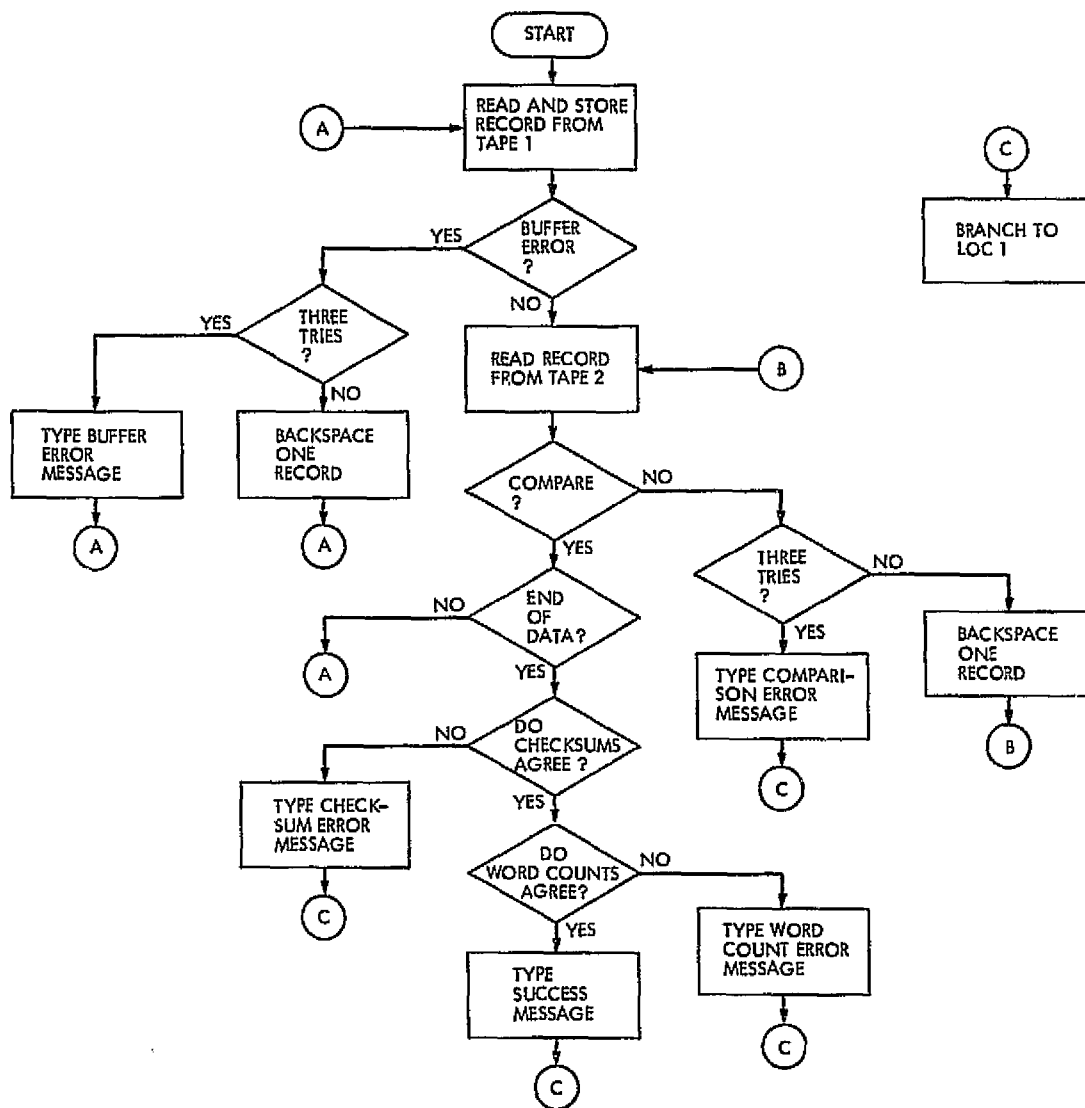 START
READ AND STORE
RECORD FROM
TAPE 1
A
C
BRANCH TO
LOC 1
BUFFER
ERROR
?
YES
NO
THREE
TRIES
?
YES
NO
READ RECORD
FROM TAPE 2
B
TYPE BUFFER
ERROR
MESSAGE
BACKSPACE
ONE
RECORD
A
A
COMPARE
?
NO
YES
THREE
TRIES
?
NO
YES
END
OF
DATA?
NO
YES
A
TYPE COMPARI-
SON ERROR
MESSAGE
BACKSPACE
ONE
RECORD
C
B
DO
CHECKSUMS
AGREE ?
NO
YES
TYPE CHECK-
SUM ERROR
MESSAGE
C
DO
WORD COUNTS
AGREE?
NO
YES
TYPE WORD
COUNT ERROR
MESSAGE
TYPE
SUCCESS
MESSAGE
C
C